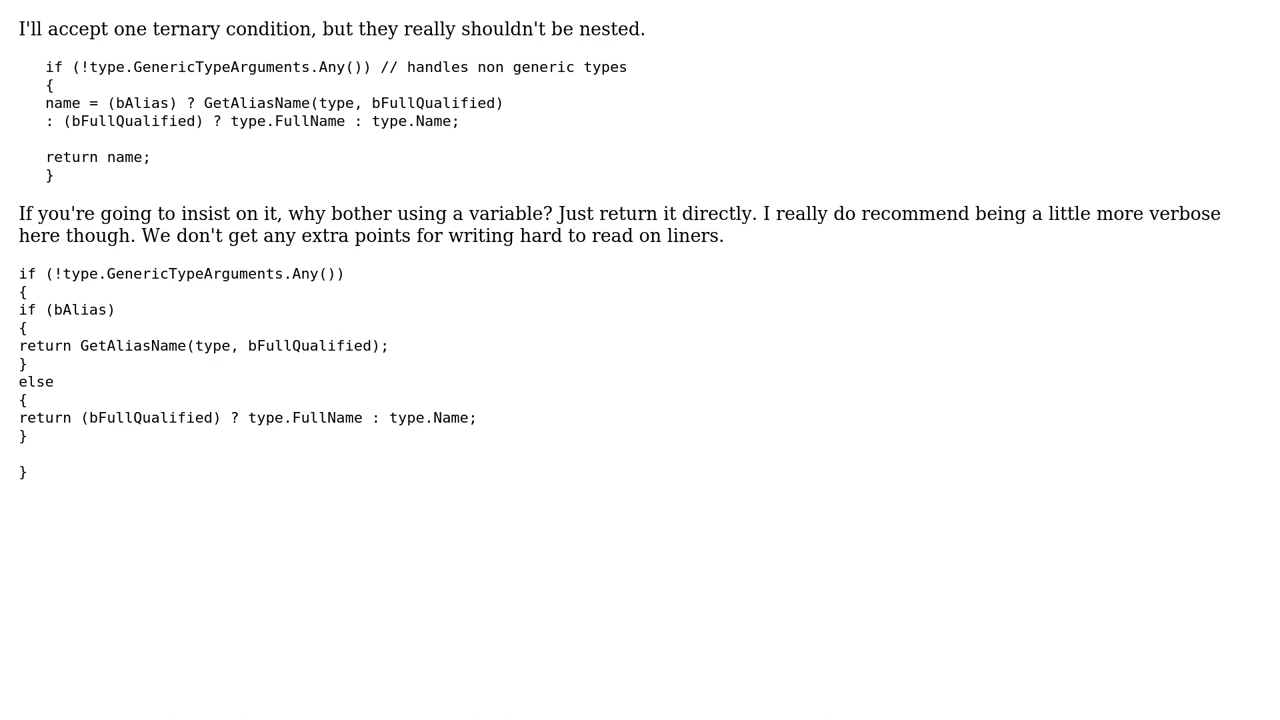 I'll accept one ternary condition, but they really shouldn't be nested.
if (!type.GenericTypeArguments.Any()) // handles non generic types
{
name = (bAlias) ? GetAliasName(type, bFullQualified)
: (bFullQualified) ? type.FullName : type.Name;
return name;
}
If you're going to insist on it, why bother using a variable? Just return it directly. I really do recommend being a little more verbose
here though. We don't get any extra points for writing hard to read on liners.
if (!type.GenericTypeArguments.Any())
{
if (bAlias)
{
return GetAliasName(type, bFullQualified);
}
else
{
return (bFullQualified) ? type.FullName : type.Name;
}
}